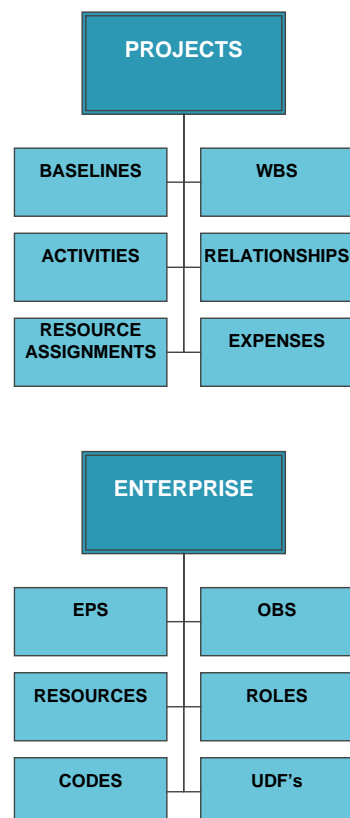 PROJECTS
BASELINES
WBS
ACTIVITIES
RELATIONSHIPS
RESOURCE
ASSIGNMENTS
EXPENSES
ENTERPRISE
EPS
OBS
RESOURCES
ROLES
CODES
UDF's